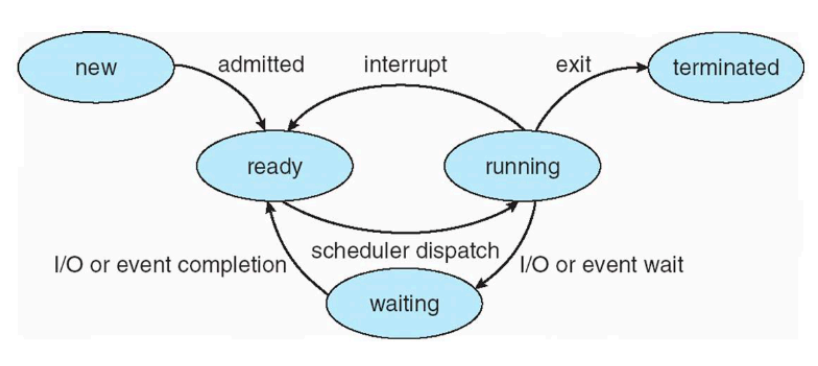 new
admitted
interrupt
exit
terminated
ready
running
scheduler dispatch
I/O or event completion
I/O or event wait
waiting